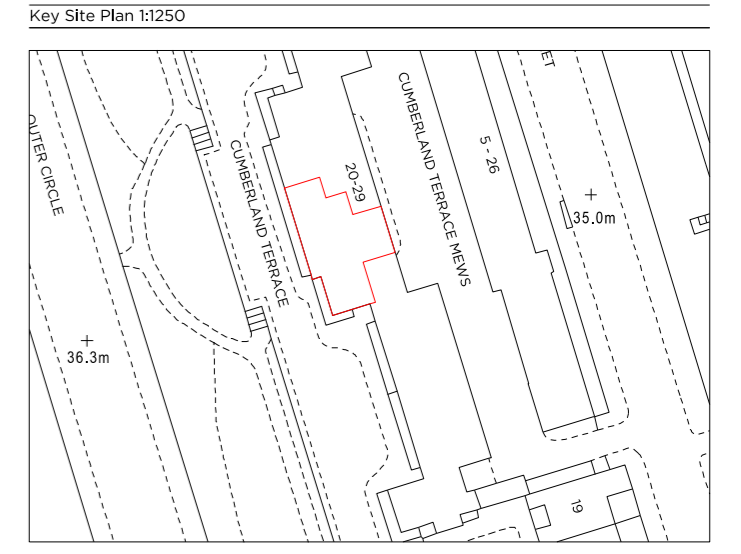 Key Site Plan 1:1250
OUTER CIRCLE
CUMBERLAND TERRACE
20-29
CUMBERLAND TERRACE MEWS
5 - 26
ET
35.0m
36.3m
19